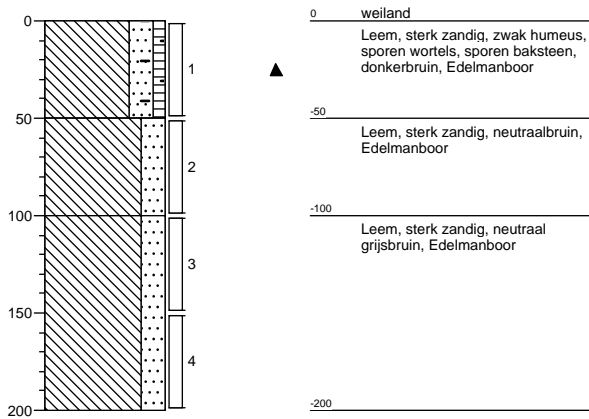 0
50
100
150
200
1
2
3
4
0 weiland
Leem, sterk zandig, zwak humeus,
sporen wortels, sporen baksteen,
donkerbruin, Edelmanboor
-50
Leem, sterk zandig, neutraalbruin,
Edelmanboor
-100
Leem, sterk zandig, neutraal
grijsbruin, Edelmanboor
-200